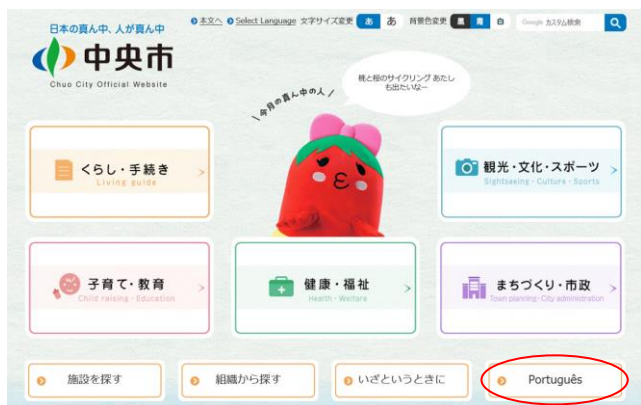 日本の真ん中、人が真ん中
中央市
Chuo City Official Website
本文へ Select Language 文字サイズ変更 あ あ 背景色変更 黒 青 白 Google カスタム検索
\今月の真ん中の人/
桃と桜のサイクリング あたし
も出たいなー
くらし・手続き
Living guide
観光・文化・スポーツ
Sightseeing・Culture・Sports
子育て・教育
Child raising・Education
健康・福祉
Health・Welfare
まちづくり・市政
Town planning・City administration
施設を探す
組織から探す
いざというときに
Português